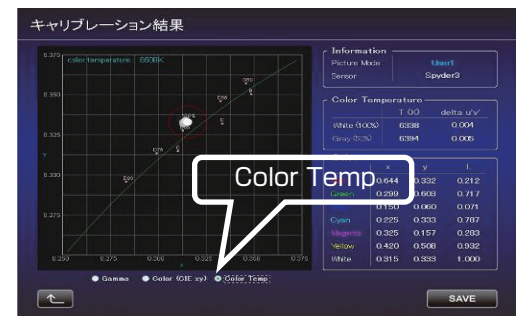 キャリブレーション結果
color temperature : 6500K
0.375
0.350
0.325
Y
0.300
0.275
0.250 0.275 0.300 0.325 0.350 0.375
Gamma Color (CIE xy) Color Temp
Information
Picture Mode User1
Sensor Spyder3
Color Temperature
T (K) delta u'v'
White (100%) 6338 0.004
Gray (50%) 6394 0.005
Color Temp
x y L
0.644 0.332 0.212
Green 0.299 0.608 0.717
0.150 0.060 0.071
Cyan 0.225 0.333 0.787
Magenta 0.325 0.157 0.283
Yellow 0.420 0.508 0.932
White 0.315 0.333 1.000
SAVE